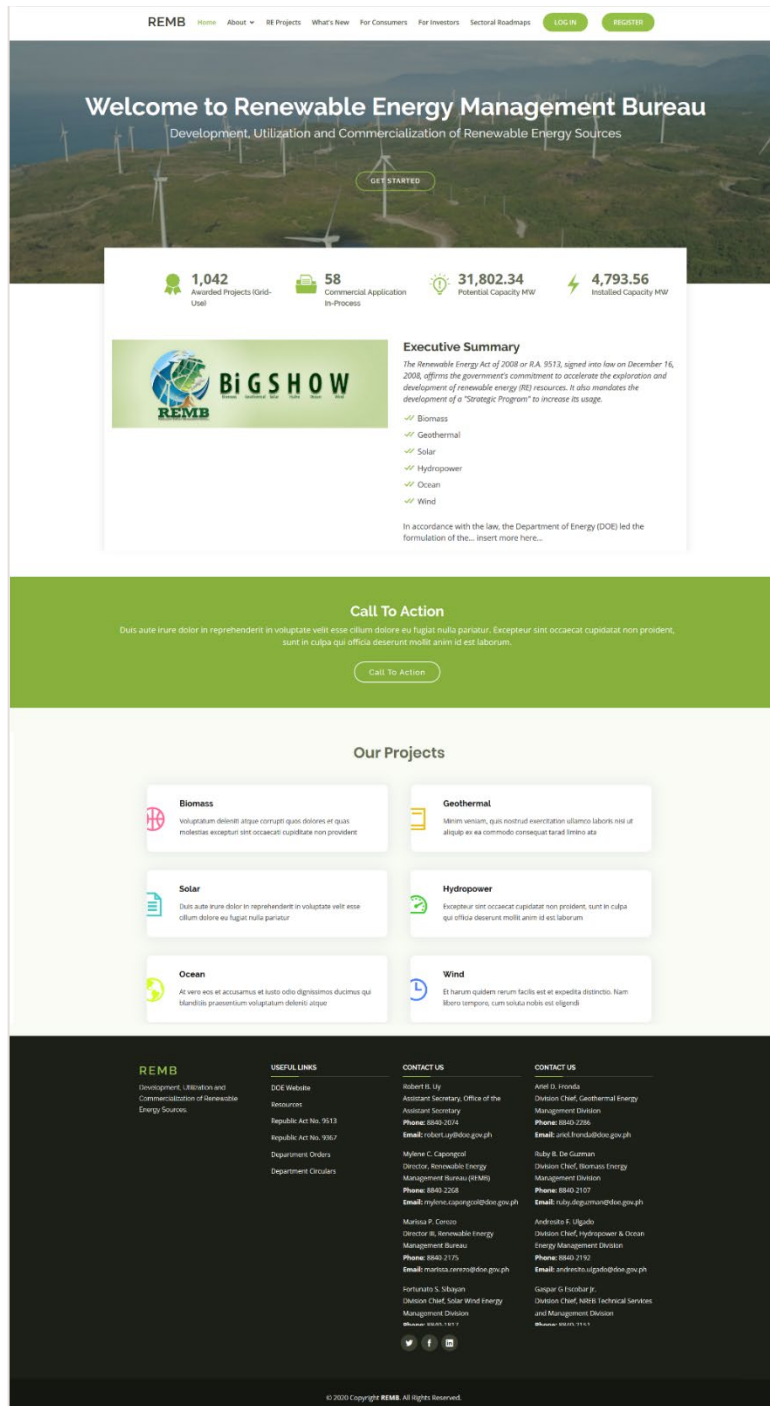 REMB Home About RE Projects What's New For Consumers For Investors Sectoral Roadmaps LOG IN REGISTER
Welcome to Renewable Energy Management Bureau
Development, Utilization and Commercialization of Renewable Energy Sources
GET STARTED
1,042
Awarded Projects (Grid-
Use)
58
Commercial Application
In-Process
31,802.34
Potential Capacity MW
4,793.56
Installed Capacity MW
REMB
BiGSHOW
Biomass Geothermal Solar Hydro Ocean Wind
Executive Summary
The Renewable Energy Act of 2008 or R.A. 9513, signed into law on December 16,
2008, affirms the government's commitment to accelerate the exploration and
development of renewable energy (RE) resources. It also mandates the
development of a "Strategic Program" to increase its usage.
Biomass
Geothermal
Solar
Hydropower
Ocean
Wind
In accordance with the law, the Department of Energy (DOE) led the
formulation of the... insert more here...
Call To Action
Duis aute irure dolor in reprehenderit in voluptate velit esse cillum dolore eu fugiat nulla pariatur. Excepteur sint occaecat cupidatat non proident,
sunt in culpa qui officia deserunt mollit anim id est laborum.
Call To Action
Our Projects
Biomass
Voluptatum deleniti atque corrupti quos dolores et quas
molestias excepturi sint occaecati cupiditate non provident
Geothermal
Minim veniam, quis nostrud exercitation ullamco laboris nisi ut
aliquip ex ea commodo consequat tarad limino ata
Solar
Duis aute irure dolor in reprehenderit in voluptate velit esse
cillum dolore eu fugiat nulla pariatur
Hydropower
Excepteur sint occaecat cupidatat non proident, sunt in culpa
qui officia deserunt mollit anim id est laborum
Ocean
At vero eos et accusamus et iusto odio dignissimos ducimus qui
blanditiis praesentium voluptatum deleniti atque
Wind
Et harum quidem rerum facilis est et expedita distinctio. Nam
libero tempore, cum soluta nobis est eligendi
REMB
Development, Utilization and
Commercialization of Renewable
Energy Sources.
USEFUL LINKS
DOE Website
Resources
Republic Act No. 9513
Republic Act No. 9367
Department Orders
Department Circulars
CONTACT US
Robert B. Uy
Assistant Secretary, Office of the
Assistant Secretary
Phone: 8840-2074
Email: robert.uy@doe.gov.ph
Mylene C. Capongcol
Director, Renewable Energy
Management Bureau (REMB)
Phone: 8840-2268
Email: mylene.capongcol@doe.gov.ph
Marissa P. Cerezo
Director III, Renewable Energy
Management Bureau
Phone: 8840-2175
Email: marissa.cerezo@doe.gov.ph
Fortunato S. Sibayan
Division Chief, Solar Wind Energy
Management Division
Phone: 8840-1817
CONTACT US
Ariel D. Fronda
Division Chief, Geothermal Energy
Management Division
Phone: 8840-2286
Email: ariel.fronda@doe.gov.ph
Ruby B. De Guzman
Division Chief, Biomass Energy
Management Division
Phone: 8840-2107
Email: ruby.deguzman@doe.gov.ph
Andresito F. Ulgado
Division Chief, Hydropower & Ocean
Energy Management Division
Phone: 8840-2192
Email: andresito.ulgado@doe.gov.ph
Gaspar G Escobar Jr.
Division Chief, NREB Technical Services
and Management Division
Phone: 8840-2151
© 2020 Copyright REMB. All Rights Reserved.